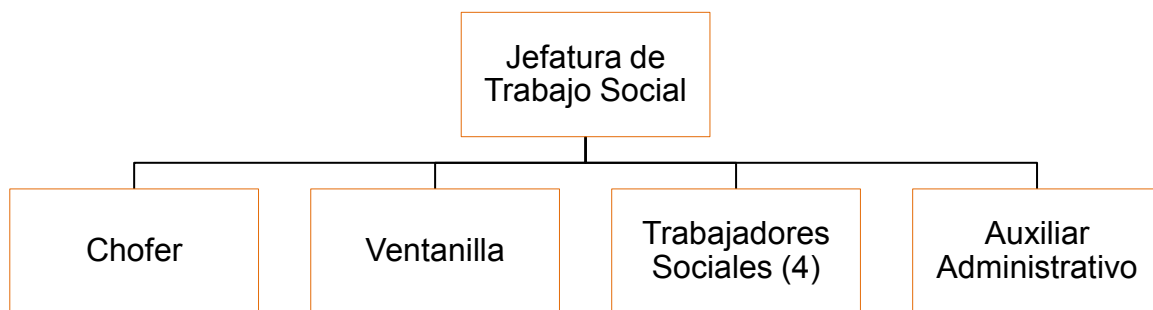 Jefatura de
Trabajo Social
Chofer
Ventanilla
Trabajadores
Sociales (4)
Auxiliar
Administrativo